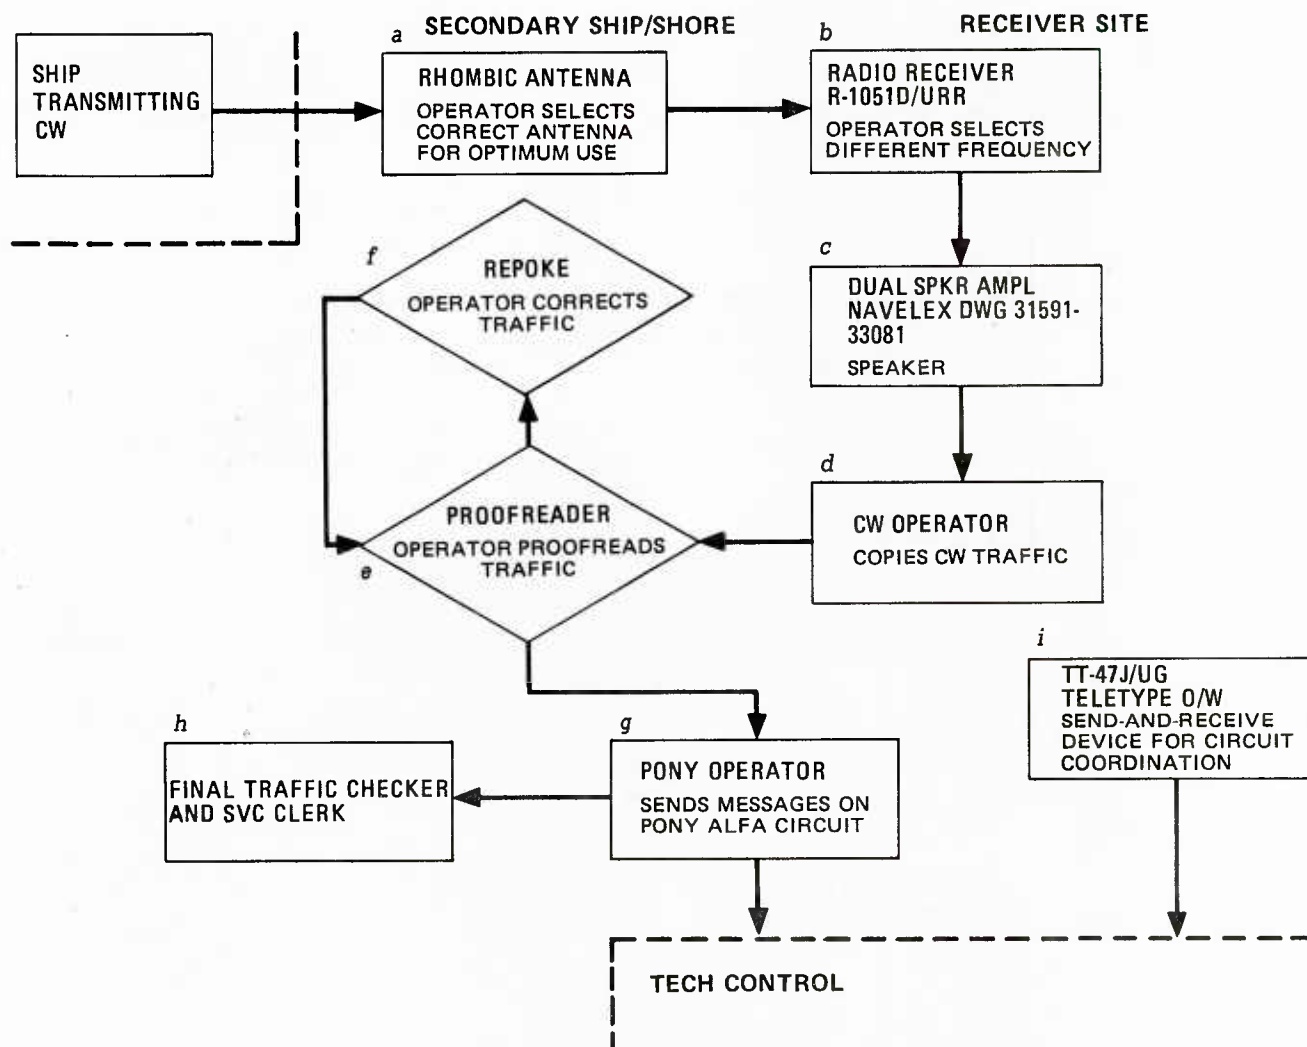 SECONDARY SHIP/SHORE
RECEIVER SITE
SHIP
TRANSMITTING
CW
a
RHOMBIC ANTENNA
OPERATOR SELECTS
CORRECT ANTENNA
FOR OPTIMUM USE
b
RADIO RECEIVER
R-1051D/URR
OPERATOR SELECTS
DIFFERENT FREQUENCY
c
DUAL SPKR AMPL
NAVELEX DWG 31591-
33081
SPEAKER
f
REPOKE
OPERATOR CORRECTS
TRAFFIC
d
CW OPERATOR
COPIES CW TRAFFIC
PROOFREADER
OPERATOR PROOFREADS
TRAFFIC
e
i
TT-47J/UG
TELETYPE O/W
SEND-AND-RECEIVE
DEVICE FOR CIRCUIT
COORDINATION
h
FINAL TRAFFIC CHECKER
AND SVC CLERK
g
PONY OPERATOR
SENDS MESSAGES ON
PONY ALFA CIRCUIT
TECH CONTROL